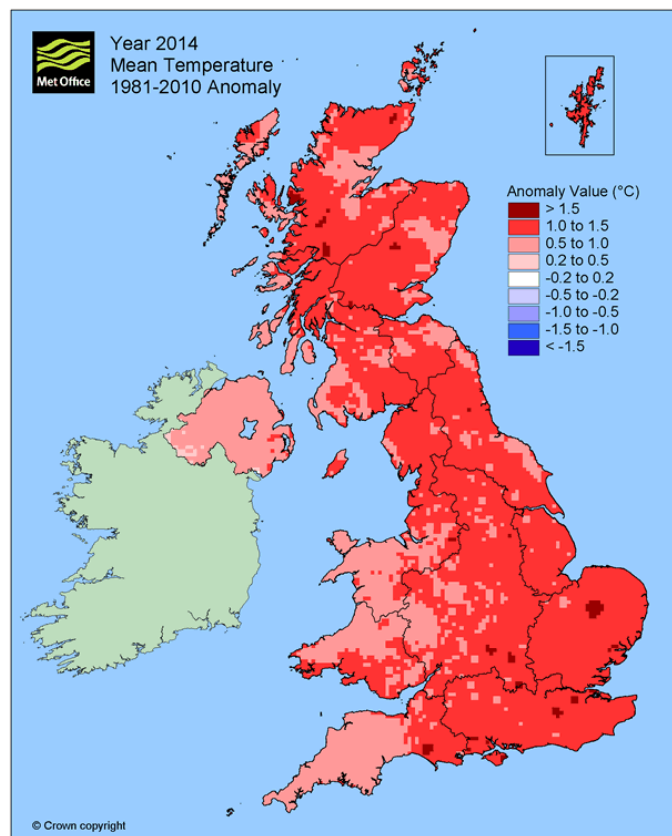 Met Office
Year 2014
Mean Temperature
1981-2010 Anomaly
Anomaly Value (°C)
> 1.5
1.0 to 1.5
0.5 to 1.0
0.2 to 0.5
-0.2 to 0.2
-0.5 to -0.2
-1.0 to -0.5
-1.5 to -1.0
< -1.5
© Crown copyright